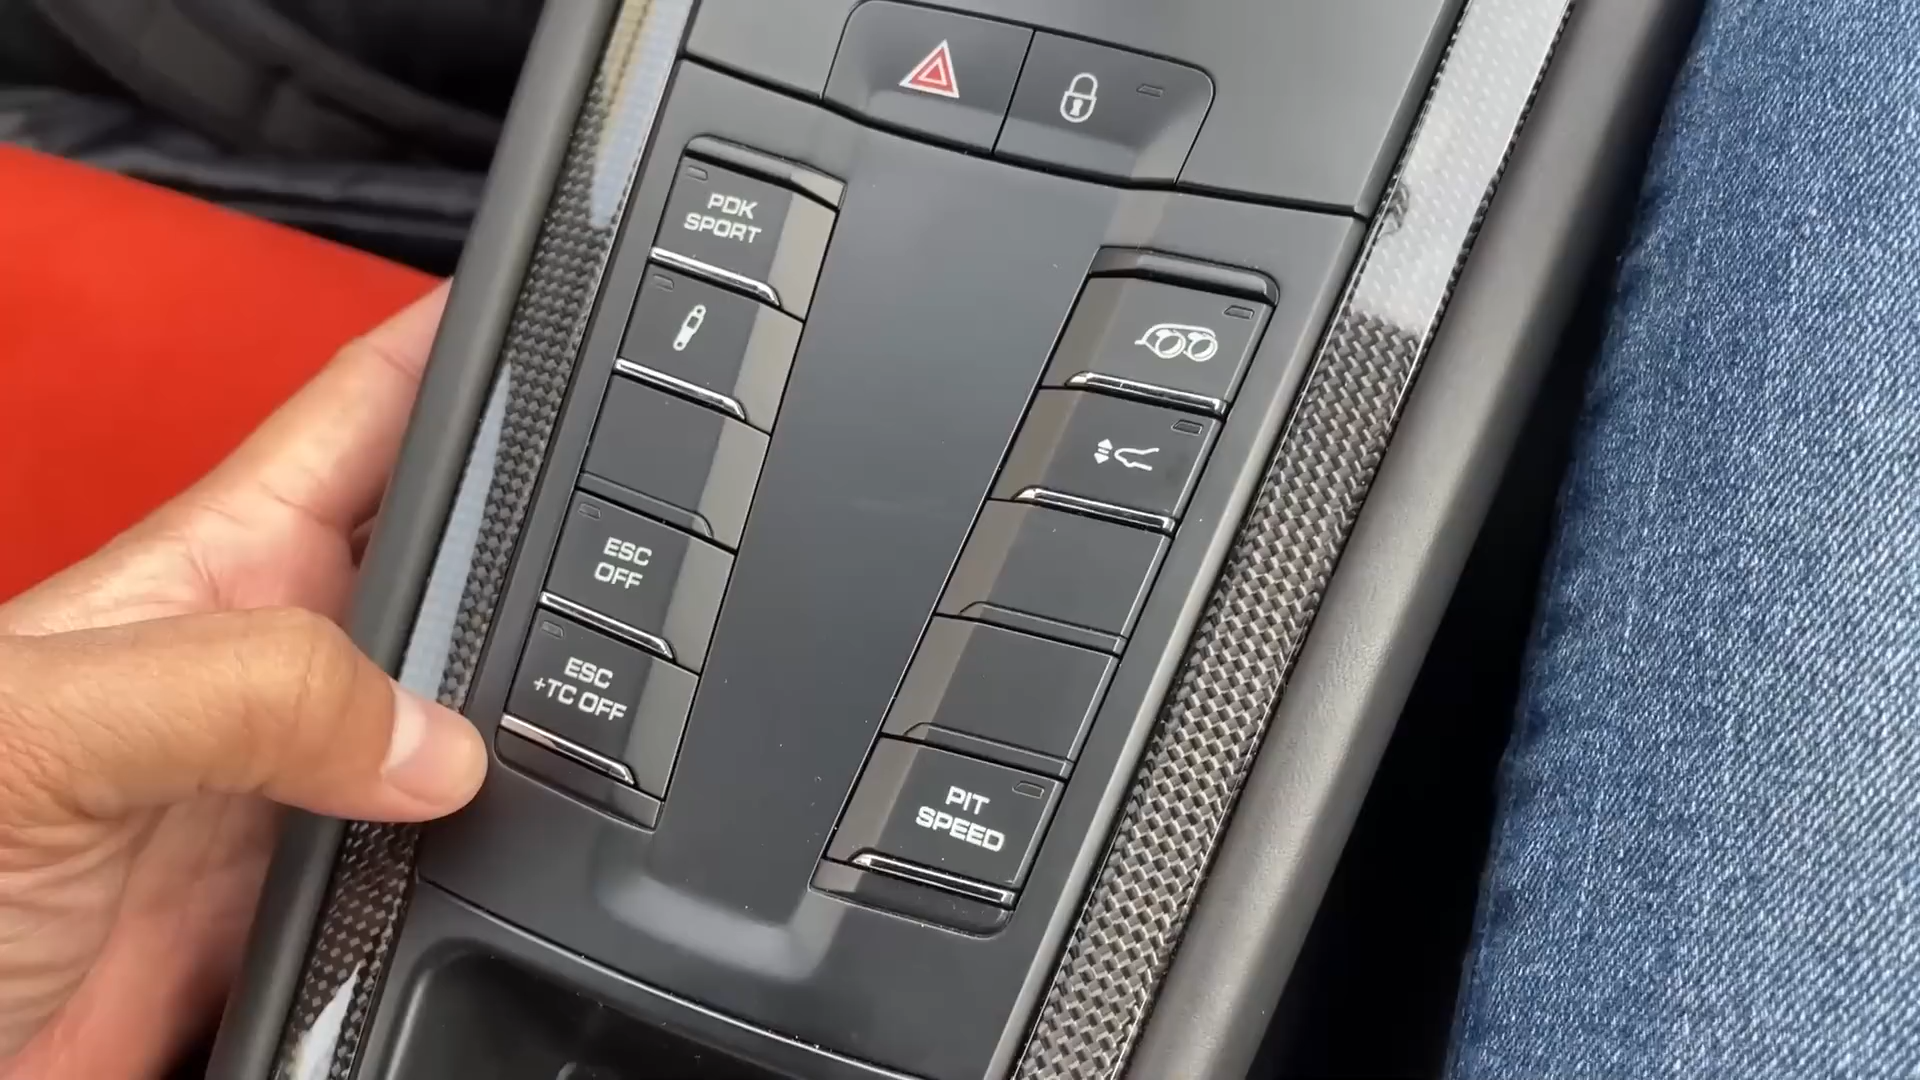 PDK
SPORT
ESC
OFF
ESC
+TC OFF
PIT
SPEED